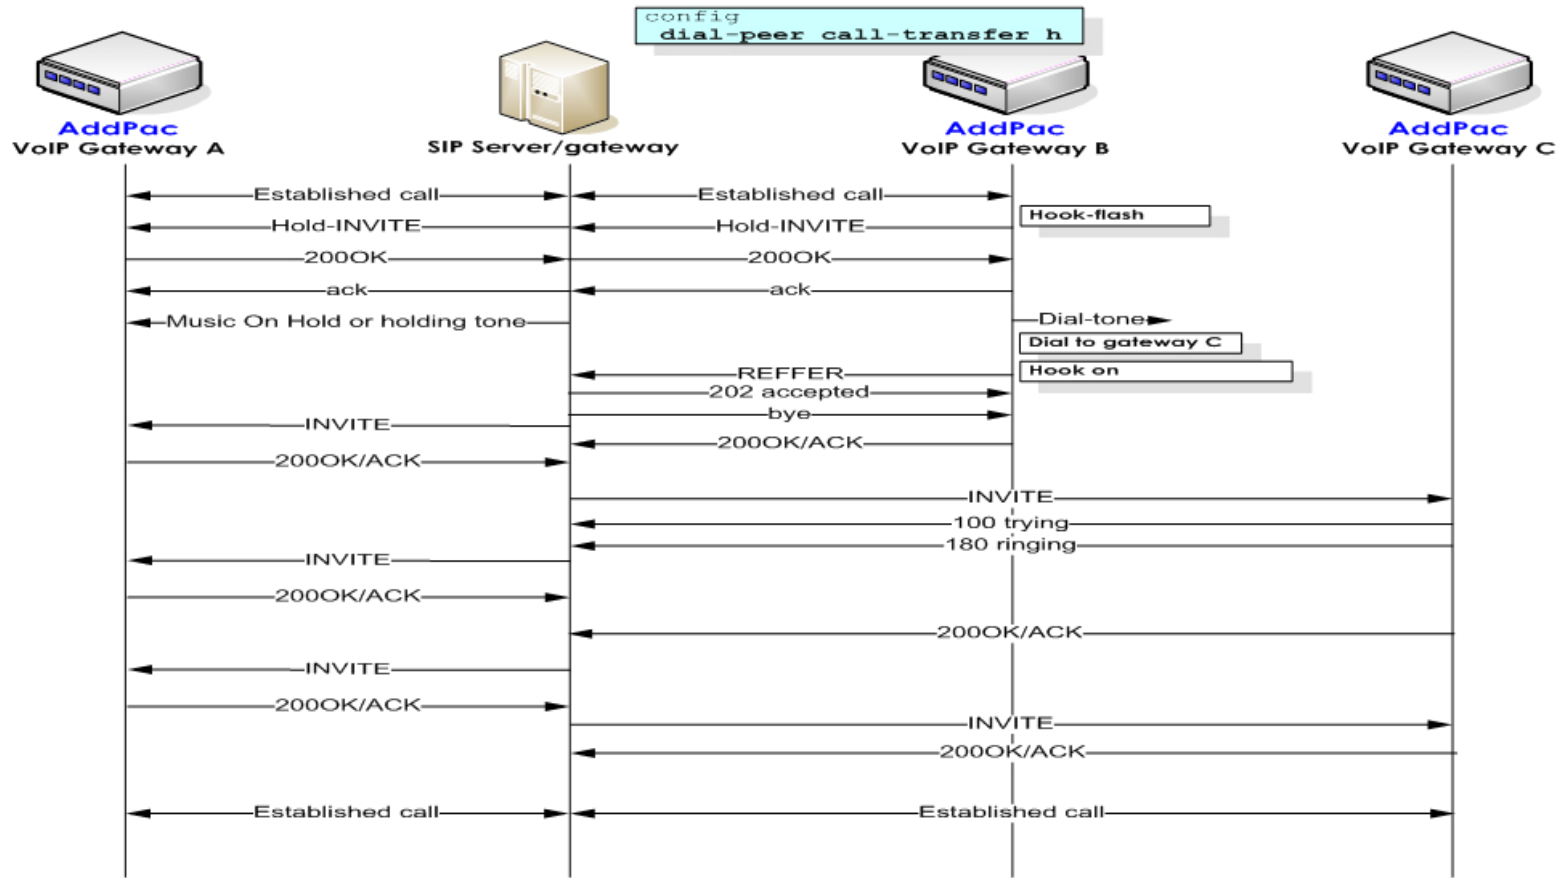 config
dial-peer call-transfer h
AddPac
VoIP Gateway A
SIP Server/gateway
AddPac
VoIP Gateway B
AddPac
VoIP Gateway C
Established call
Established call
Hook-flash
Hold-INVITE
Hold-INVITE
200OK
200OK
ack
ack
Music On Hold or holding tone
Dial-tone
Dial to gateway C
REFFER
Hook on
202 accepted
bye
INVITE
200OK/ACK
200OK/ACK
INVITE
100 trying
180 ringing
INVITE
200OK/ACK
200OK/ACK
INVITE
200OK/ACK
INVITE
200OK/ACK
Established call
Established call